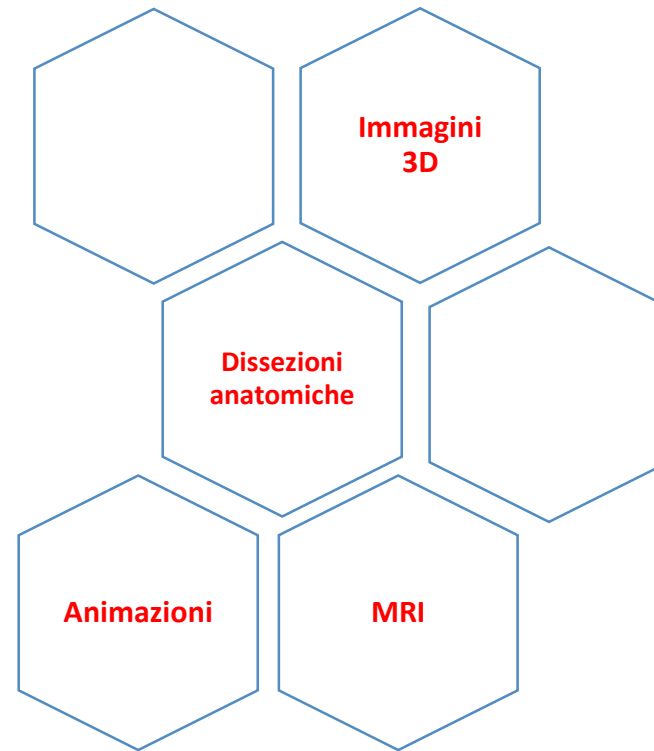 Immagini
3D
Dissezioni
anatomiche
Animazioni
MRI